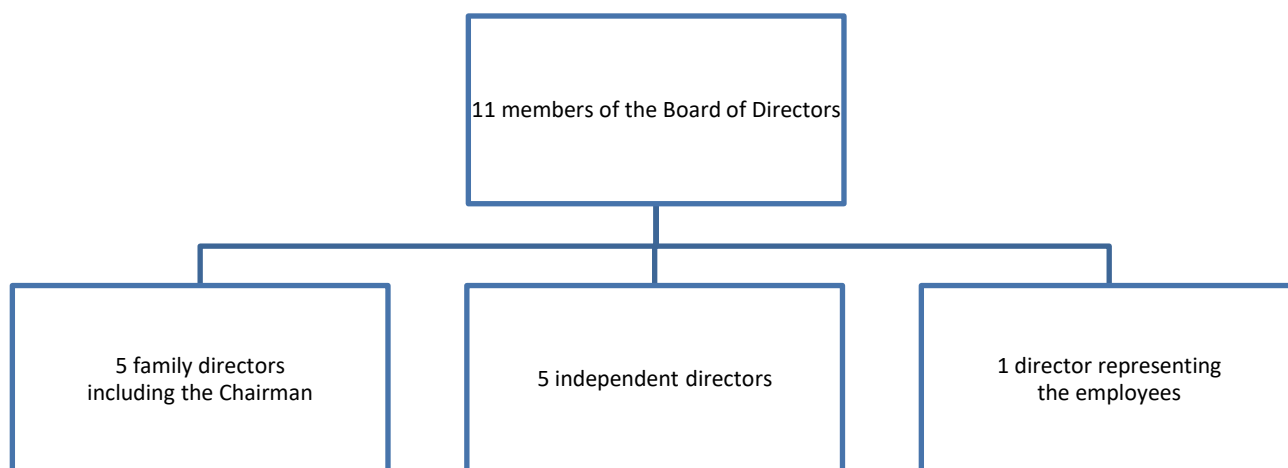 11 members of the Board of Directors
5 family directors
including the Chairman
5 independent directors
1 director representing
the employees